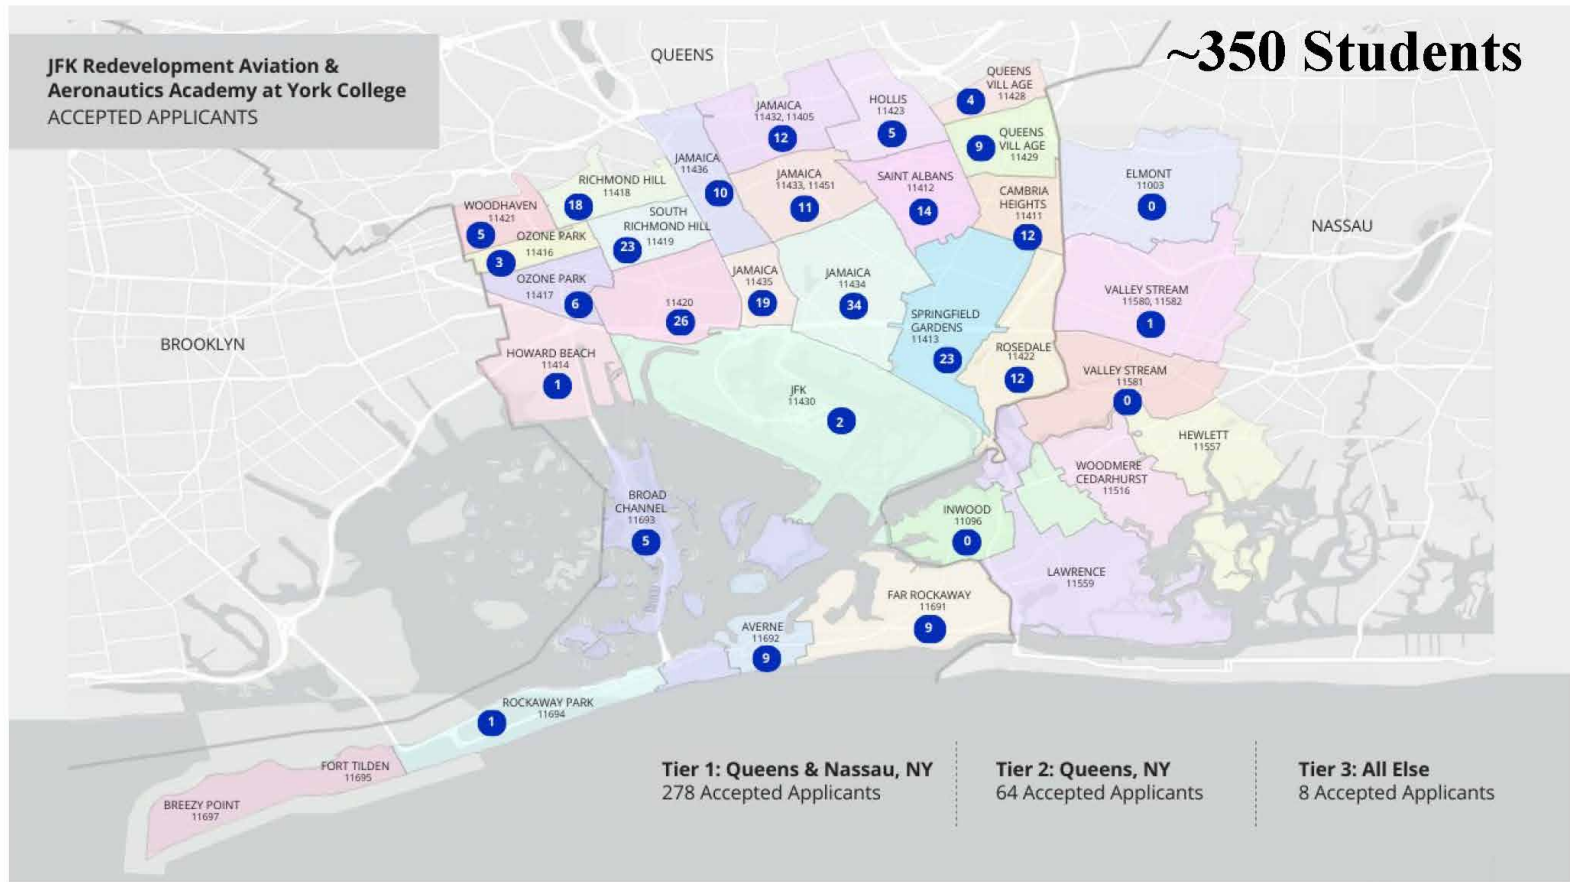 ~350 Students
JFK Redevelopment Aviation &
Aeronautics Academy at York College
ACCEPTED APPLICANTS
QUEENS
QUEENS
VILL AGE
11428
4
JAMAICA
11432, 11405
12
HOLLIS
11423
5
QUEENS
VILL AGE
11429
9
JAMAICA
11436
10
JAMAICA
11433, 11451
11
SAINT ALBANS
11412
14
CAMBRIA
HEIGHTS
11411
12
ELMONT
11003
0
NASSAU
RICHMOND HILL
11418
18
WOODHAVEN
11421
5
SOUTH
RICHMOND HILL
11419
23
OZONE PARK
11416
3
OZONE PARK
11417
6
11420
26
JAMAICA
11435
19
JAMAICA
11434
34
SPRINGFIELD
GARDENS
11413
23
ROSEDALE
11422
12
VALLEY STREAM
11580, 11582
1
VALLEY STREAM
11581
0
BROOKLYN
HOWARD BEACH
11414
1
JFK
11430
2
HEWLETT
11557
WOODMERE
CEDARHURST
11516
BROAD
CHANNEL
11693
5
INWOOD
11096
0
LAWRENCE
11559
FAR ROCKAWAY
11691
9
AVERNE
11692
9
ROCKAWAY PARK
11694
1
FORT TILDEN
11695
BREEZY POINT
11697
Tier 1: Queens & Nassau, NY
278 Accepted Applicants
Tier 2: Queens, NY
64 Accepted Applicants
Tier 3: All Else
8 Accepted Applicants